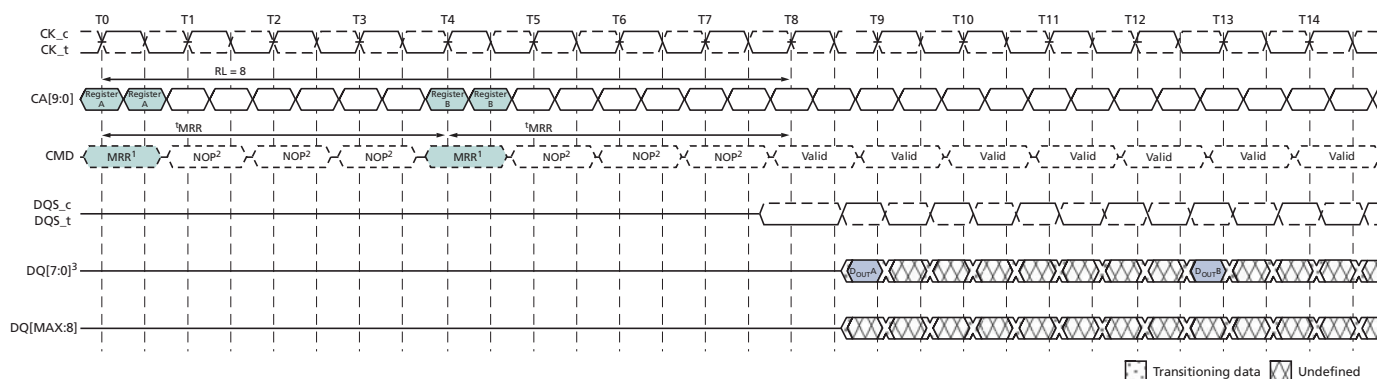 T0 T1 T2 T3 T4 T5 T6 T7 T8 T9 T10 T11 T12 T13 T14
CK_c
CK_t
RL = 8
CA[9:0] Register A Register A Register B Register B
tMRR tMRR
CMD MRR1 NOP2 NOP2 NOP2 MRR1 NOP2 NOP2 NOP2 Valid Valid Valid Valid Valid Valid Valid
DQS_c
DQS_t
DQ[7:0]3 DOUTA DOUTB
DQ[MAX:8]
Transitioning data Undefined